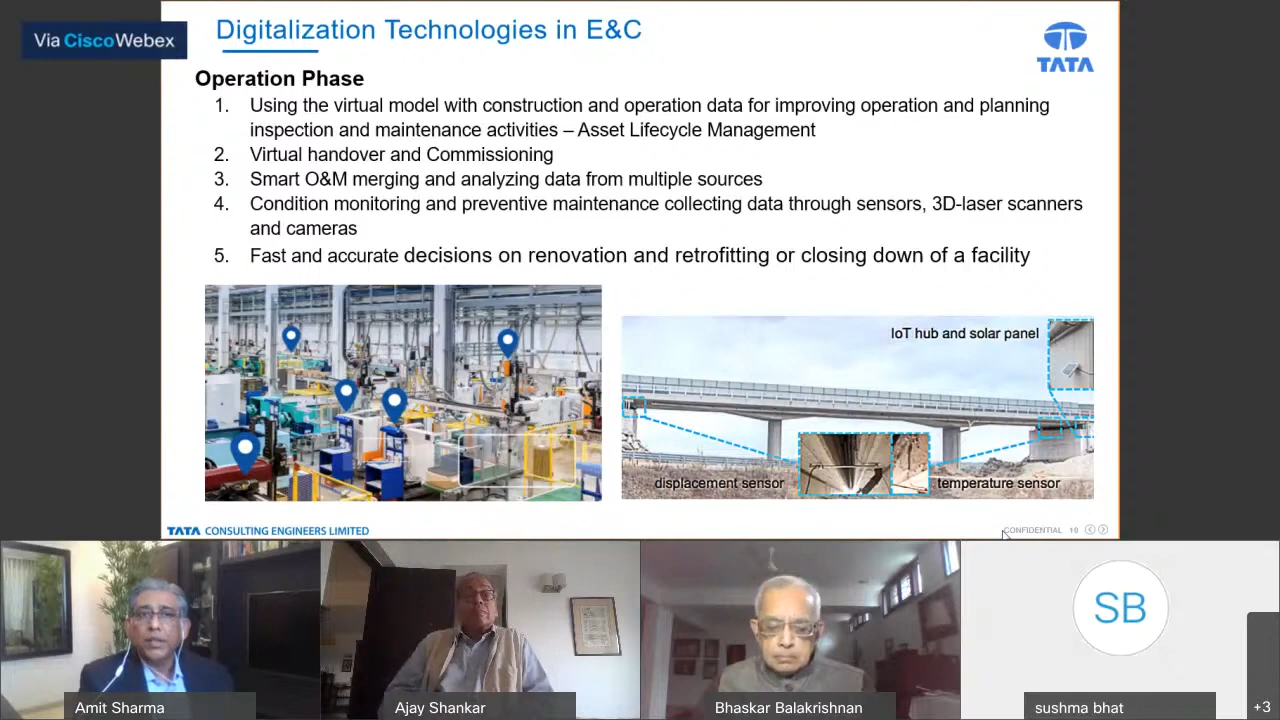 Via Cisco Webex
Digitalization Technologies in E&C
TATA
Operation Phase
1. Using the virtual model with construction and operation data for improving operation and planning
inspection and maintenance activities – Asset Lifecycle Management
2. Virtual handover and Commissioning
3. Smart O&M merging and analyzing data from multiple sources
4. Condition monitoring and preventive maintenance collecting data through sensors, 3D-laser scanners
and cameras
5. Fast and accurate decisions on renovation and retrofitting or closing down of a facility
IoT hub and solar panel
displacement sensor
temperature sensor
TATA CONSULTING ENGINEERS LIMITED
CONFIDENTIAL 10
SB
Amit Sharma
Ajay Shankar
Bhaskar Balakrishnan
sushma bhat
+3